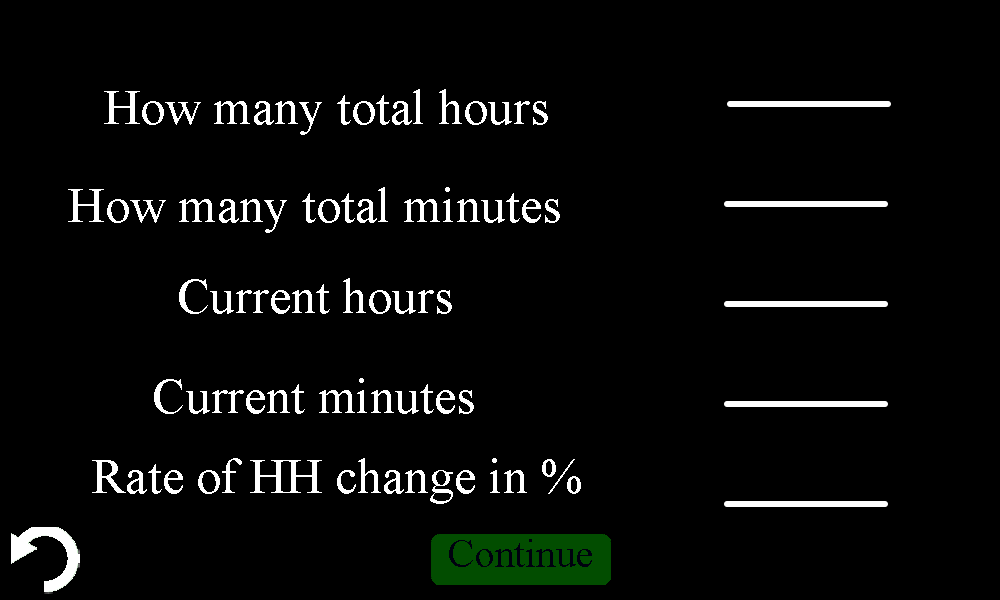 How many total hours
How many total minutes
Current hours
Current minutes
Rate of HH change in %
Continue